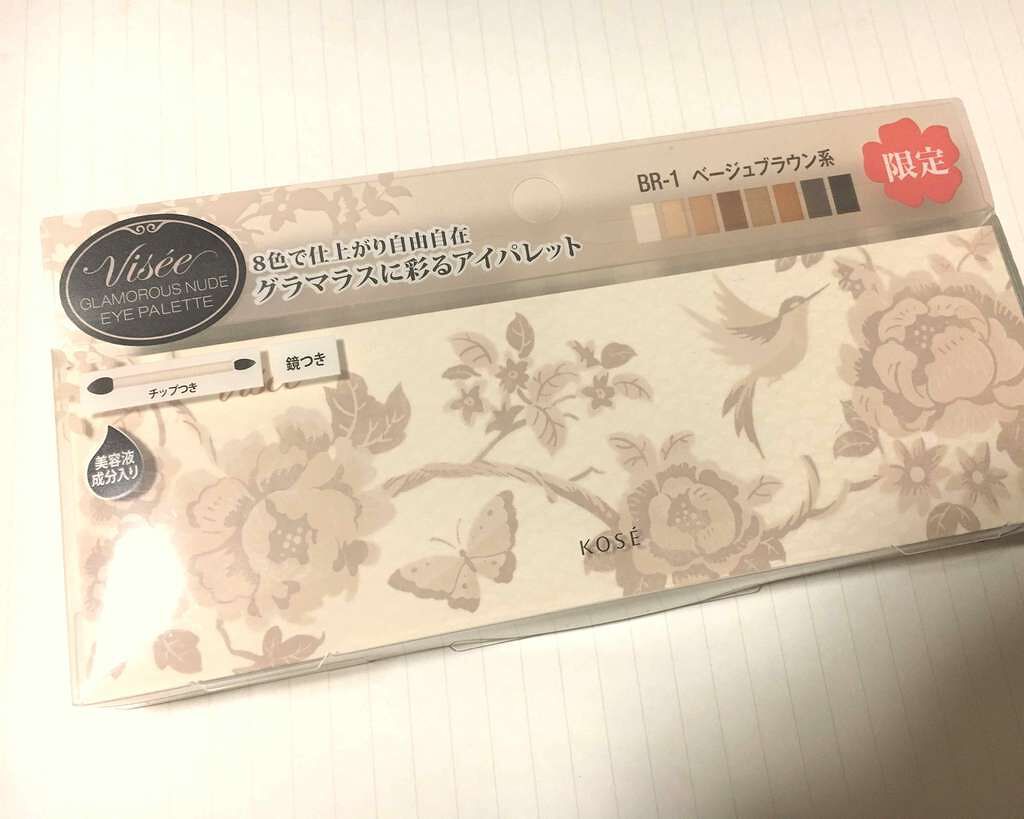 Visée
GLAMOROUS NUDE
EYE PALETTE
8色で仕上がり自由自在
グラマラスに彩るアイパレット
BR-1 ベージュブラウン系
限定
チップつき
鏡つき
美容液
成分入り
KOSÉ